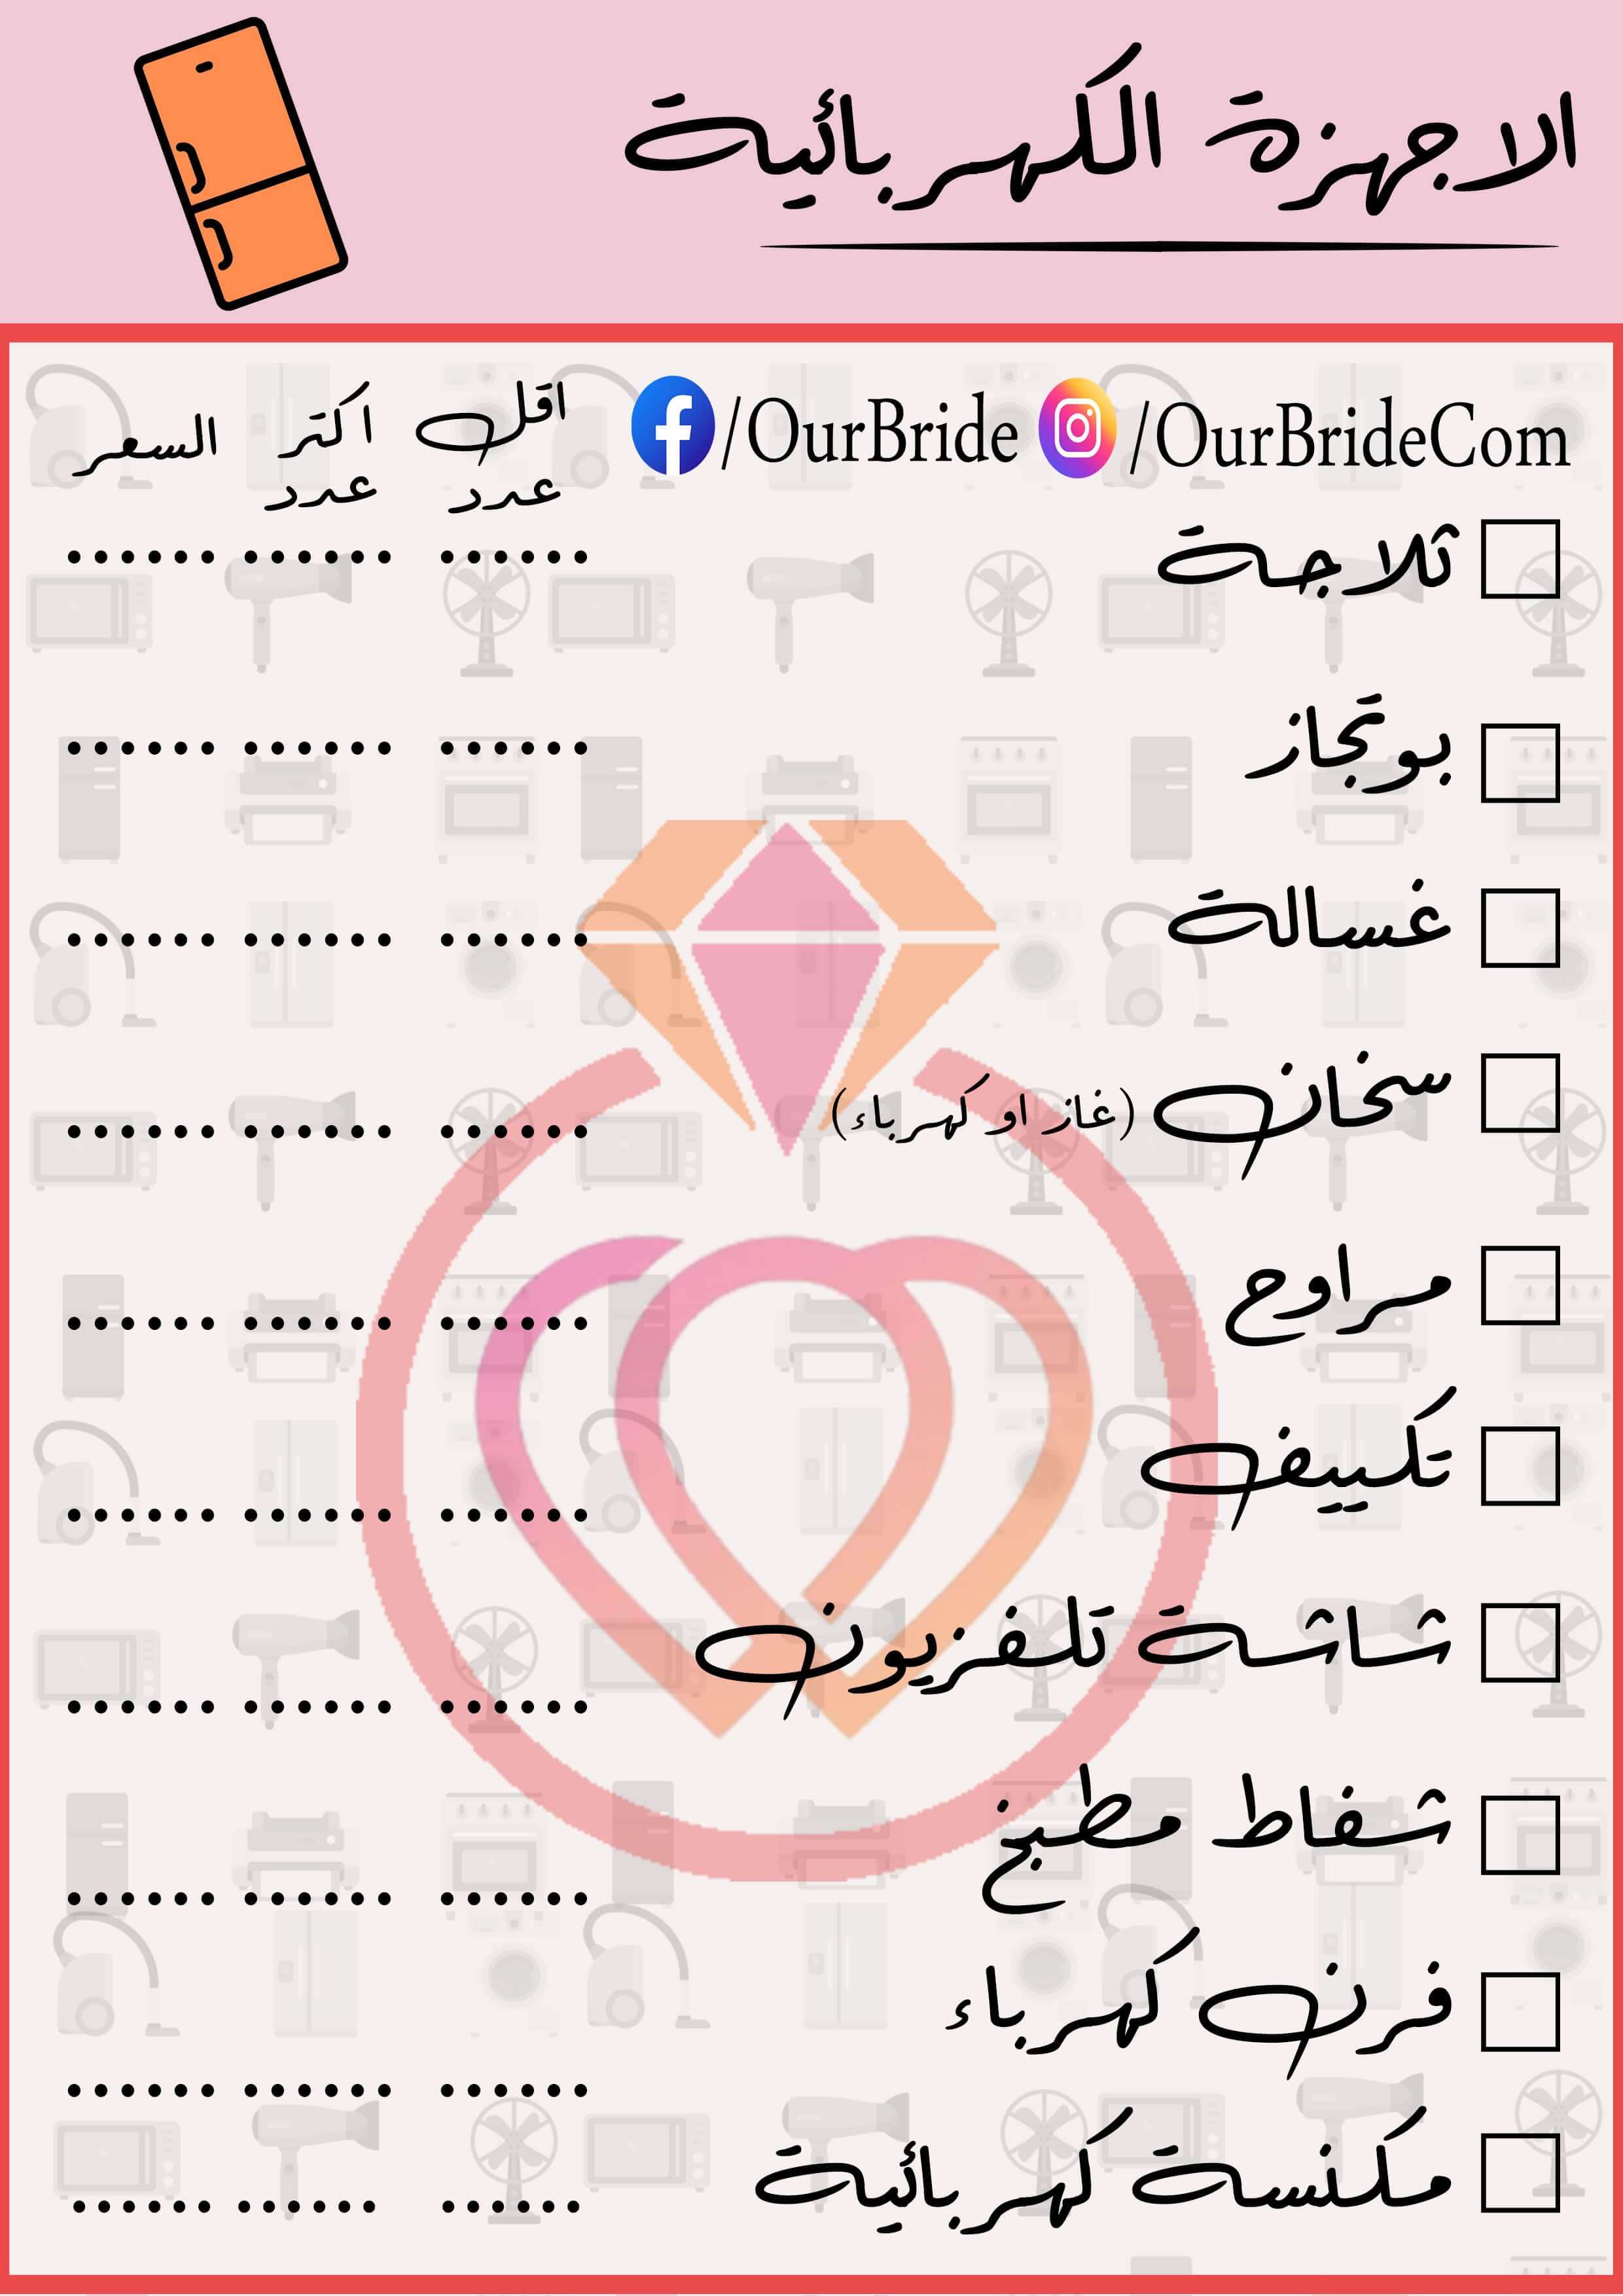 الاجهزة الكهربائية
/OurBride /OurBrideCom
اقل عدد
اكتر عدد
السعر
ثلاجة ...... ...... ......
بوتجاز ...... ...... ......
غسالة ...... ...... ......
سخان (غاز او كهرباء) ...... ...... ......
مراوح ...... ...... ......
تكييف ...... ...... ......
شاشة تلفزيون ...... ...... ......
شفاط مطبخ ...... ...... ......
فرن كهرباء ...... ...... ......
مكنسة كهربائية ...... ...... ......